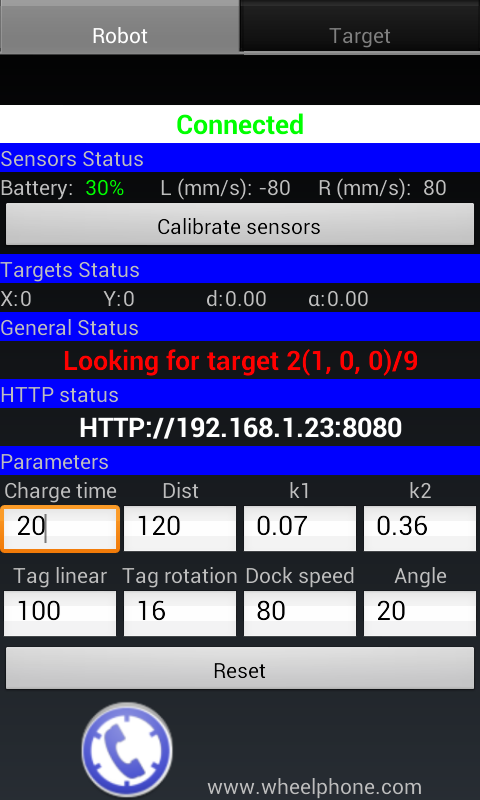 Robot Target
Connected
Sensors Status
Battery: 30% L (mm/s): -80 R (mm/s): 80
Calibrate sensors
Targets Status
X:0 Y:0 d:0.00 α:0.00
General Status
Looking for target 2(1, 0, 0)/9
HTTP status
HTTP://192.168.1.23:8080
Parameters
Charge time Dist k1 k2
20 120 0.07 0.36
Tag linear Tag rotation Dock speed Angle
100 16 80 20
Reset
www.wheelphone.com